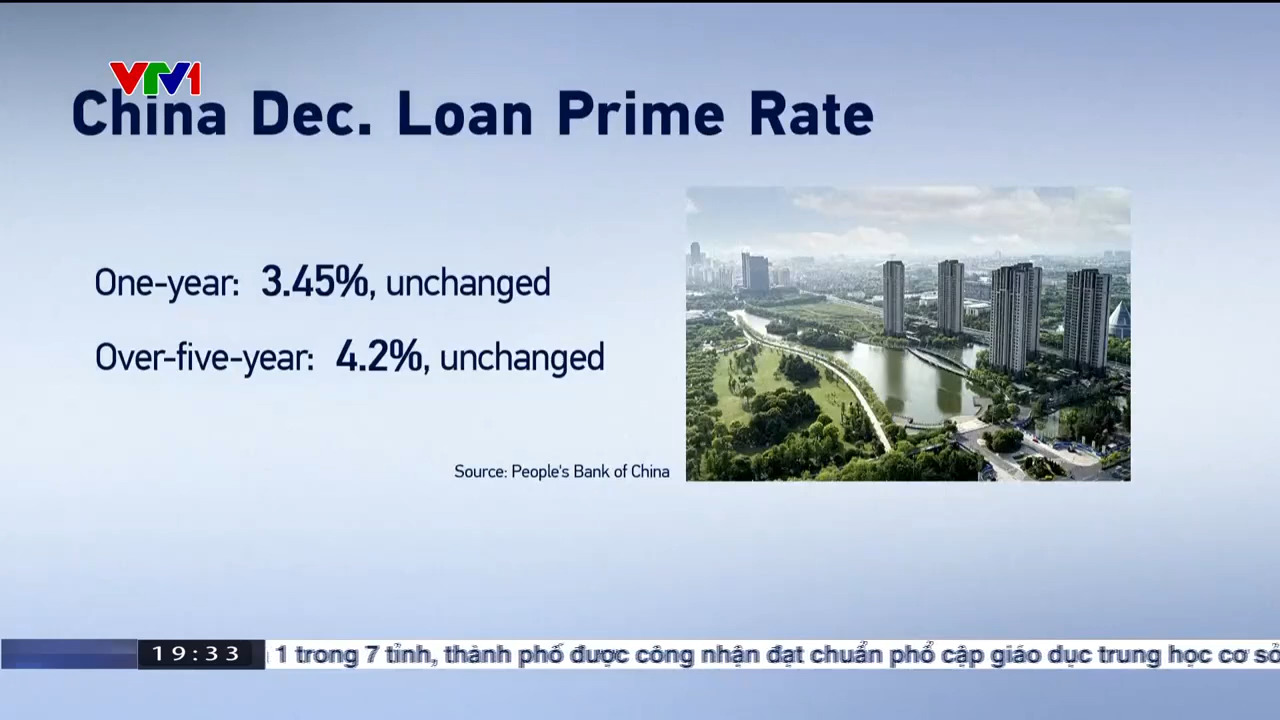 VTV1
China Dec. Loan Prime Rate
One-year: 3.45%, unchanged
Over-five-year: 4.2%, unchanged
Source: People's Bank of China
19:33
1 trong 7 tỉnh, thành phố được công nhận đạt chuẩn phổ cập giáo dục trung học cơ sở